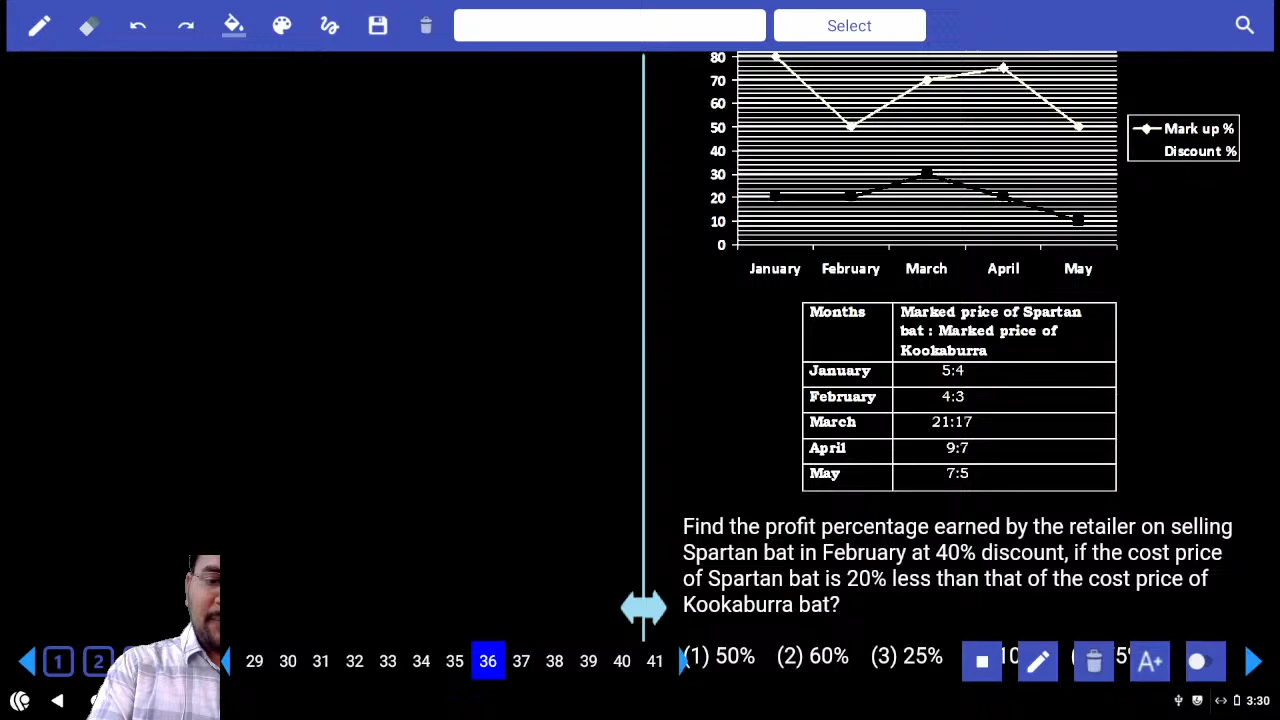 Select
80
70
60
50
40
30
20
10
0
January February March April May
Mark up %
Discount %
Months Marked price of Spartan
bat : Marked price of
Kookaburra
January 5:4
February 4:3
March 21:17
April 9:7
May 7:5
Find the profit percentage earned by the retailer on selling
Spartan bat in February at 40% discount, if the cost price
of Spartan bat is 20% less than that of the cost price of
Kookaburra bat?
(1) 50% (2) 60% (3) 25%
1 2 29 30 31 32 33 34 35 36 37 38 39 40 41
A+
3:30